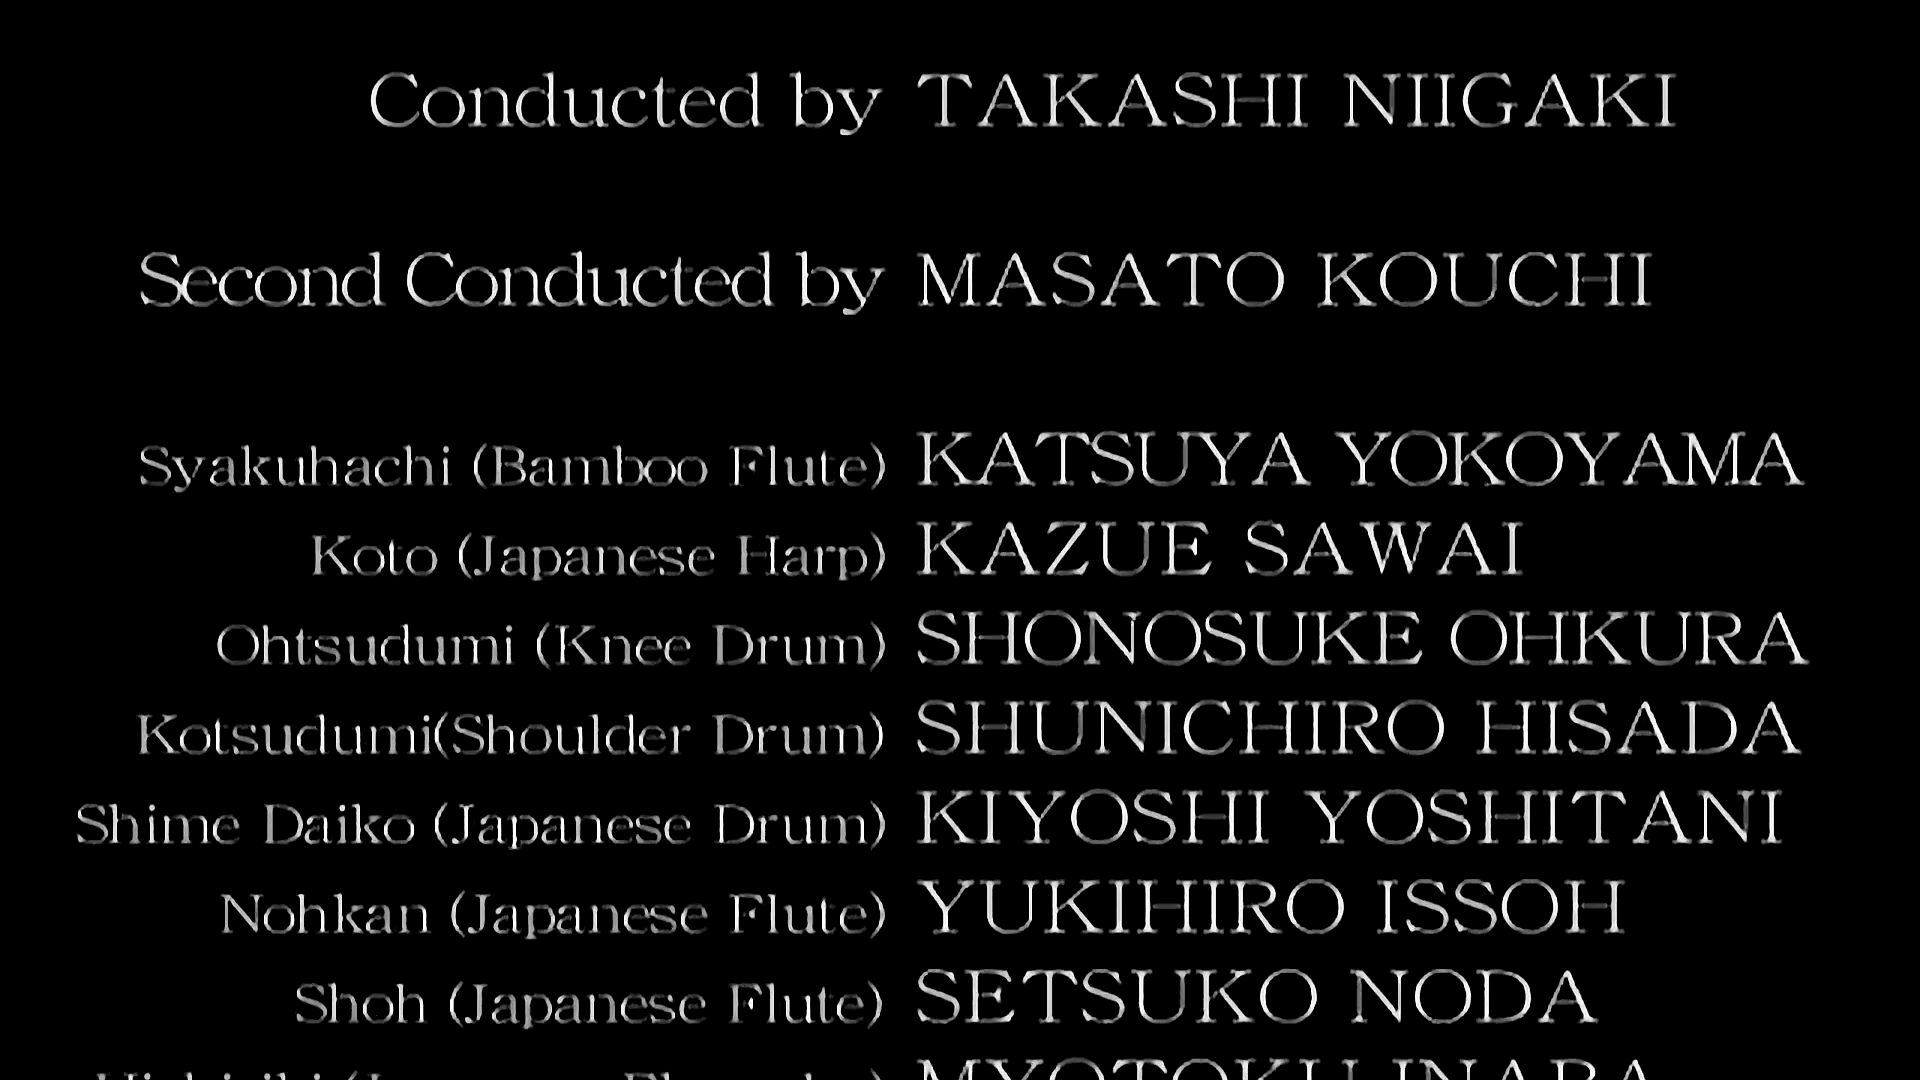 Conducted by TAKASHI NIIGAKI
Second Conducted by MASATO KOUCHI
Syakuhachi (Bamboo Flute) KATSUYA YOKOYAMA
Koto (Japanese Harp) KAZUE SAWAI
Ohtsudumi (Knee Drum) SHONOSUKE OHKURA
Kotsudumi(Shoulder Drum) SHUNICHIRO HISADA
Shime Daiko (Japanese Drum) KIYOSHI YOSHITANI
Nohkan (Japanese Flute) YUKIHIRO ISSOH
Shoh (Japanese Flute) SETSUKO NODA
MYOTOKU INABA